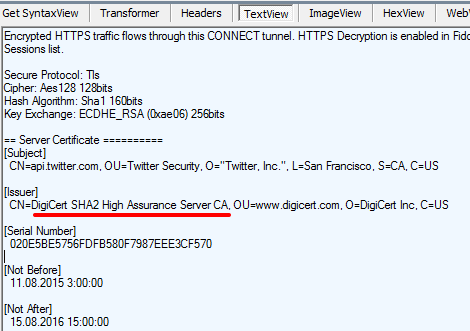 Get SyntaxView Transformer Headers TextView ImageView HexView
Encrypted HTTPS traffic flows through this CONNECT tunnel. HTTPS Decryption is enabled in
Sessions list.
Secure Protocol: Tls
Cipher: Aes128 128bits
Hash Algorithm: Sha1 160bits
Key Exchange: ECDHE_RSA (0xae06) 256bits
== Server Certificate ==========
[Subject]
CN=api.twitter.com, OU=Twitter Security, O="Twitter, Inc.", L=San Francisco, S=CA, C=US
[Issuer]
CN=DigiCert SHA2 High Assurance Server CA, OU=www.digicert.com, O=DigiCert Inc, C=US
[Serial Number]
020E5BE5756FDFB580F7987EEE3CF570
[Not Before]
11.08.2015 3:00:00
[Not After]
15.08.2016 15:00:00